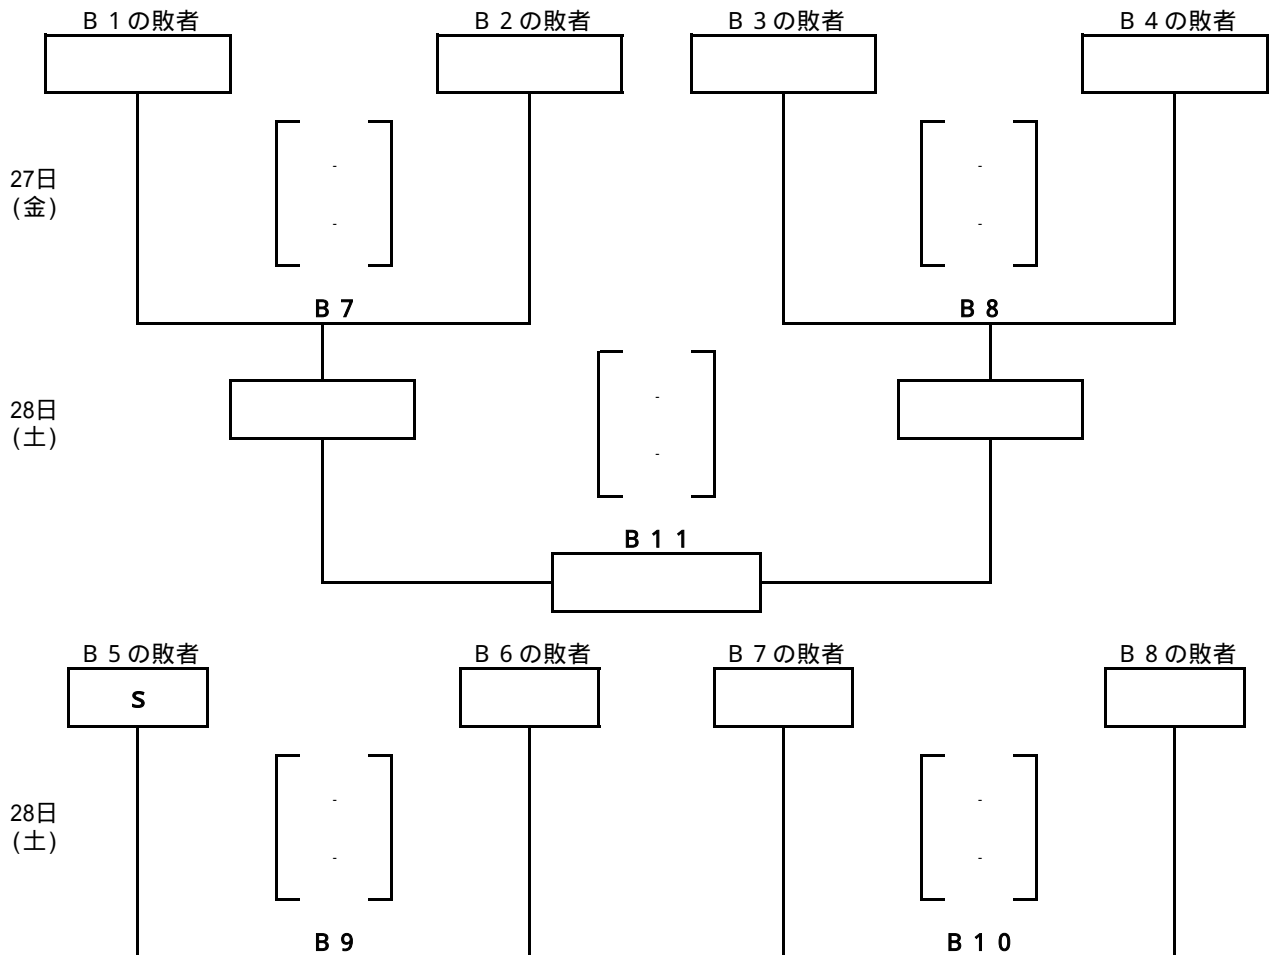 Ｂ１の敗者 Ｂ２の敗者 Ｂ３の敗者 Ｂ４の敗者
- -
27日
(金)
- -
Ｂ７ Ｂ８
-
28日
(土)
-
Ｂ１１
Ｂ５の敗者 Ｂ６の敗者 Ｂ７の敗者 Ｂ８の敗者
S
- -
28日
(土)
- -
Ｂ９ Ｂ１０